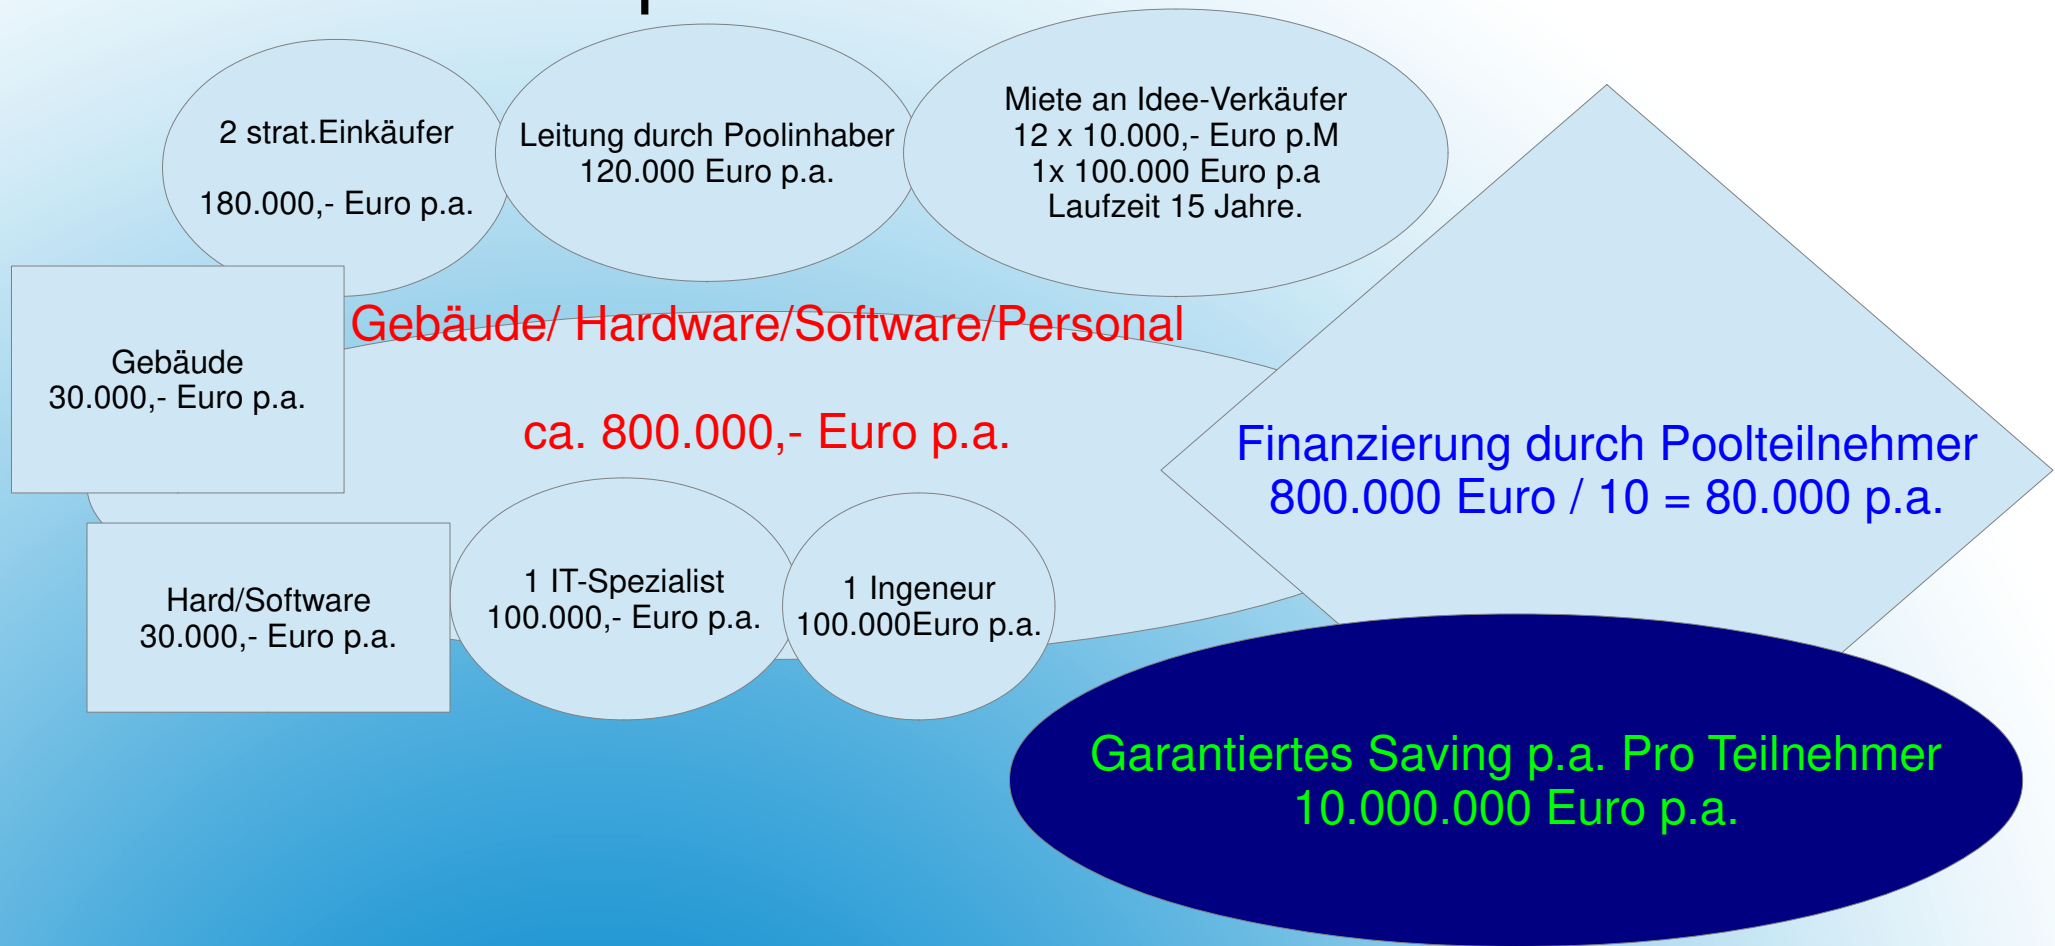 2 strat.Einkäufer
180.000,- Euro p.a.
Leitung durch Poolinhaber
120.000 Euro p.a.
Miete an Idee-Verkäufer
12 x 10.000,- Euro p.M
1x 100.000 Euro p.a
Laufzeit 15 Jahre.
Gebäude/ Hardware/Software/Personal
ca. 800.000,- Euro p.a.
Gebäude
30.000,- Euro p.a.
Finanzierung durch Poolteilnehmer
800.000 Euro / 10 = 80.000 p.a.
Hard/Software
30.000,- Euro p.a.
1 IT-Spezialist
100.000,- Euro p.a.
1 Ingeneur
100.000Euro p.a.
Garantiertes Saving p.a. Pro Teilnehmer
10.000.000 Euro p.a.